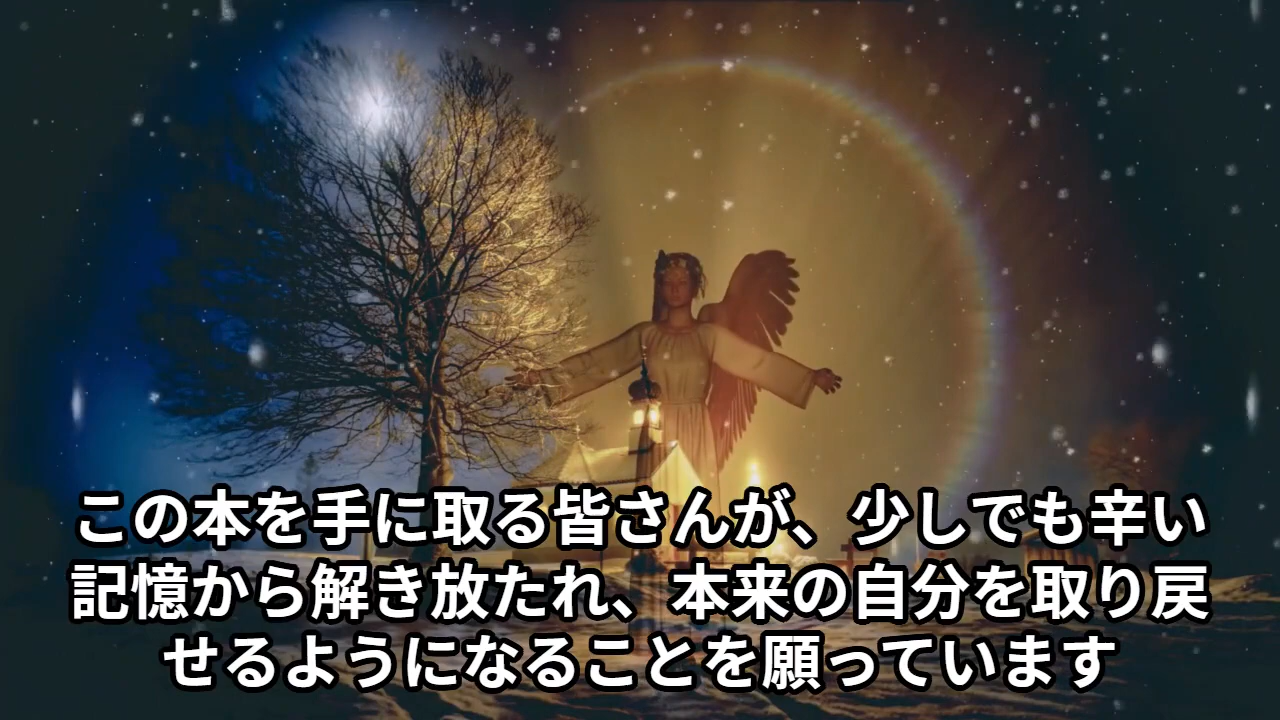 この本を手に取る皆さんが、少しでも辛い
記憶から解き放たれ、本来の自分を取り戻
せるようになることを願っています